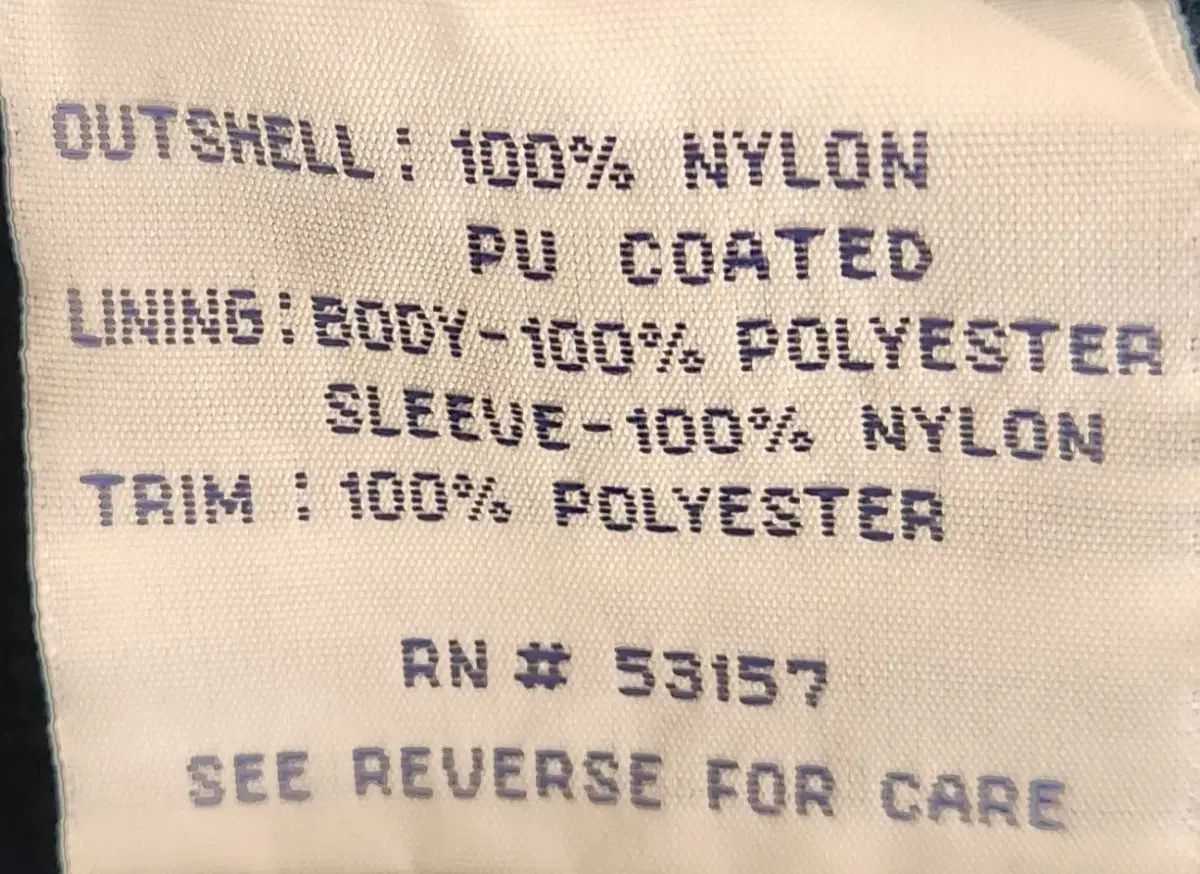 OUTSHELL: 100% NYLON
PU COATED
LINING: BODY-100% POLYESTER
SLEEVE-100% NYLON
TRIM : 100% POLYESTER
RN # 53157
SEE REVERSE FOR CARE